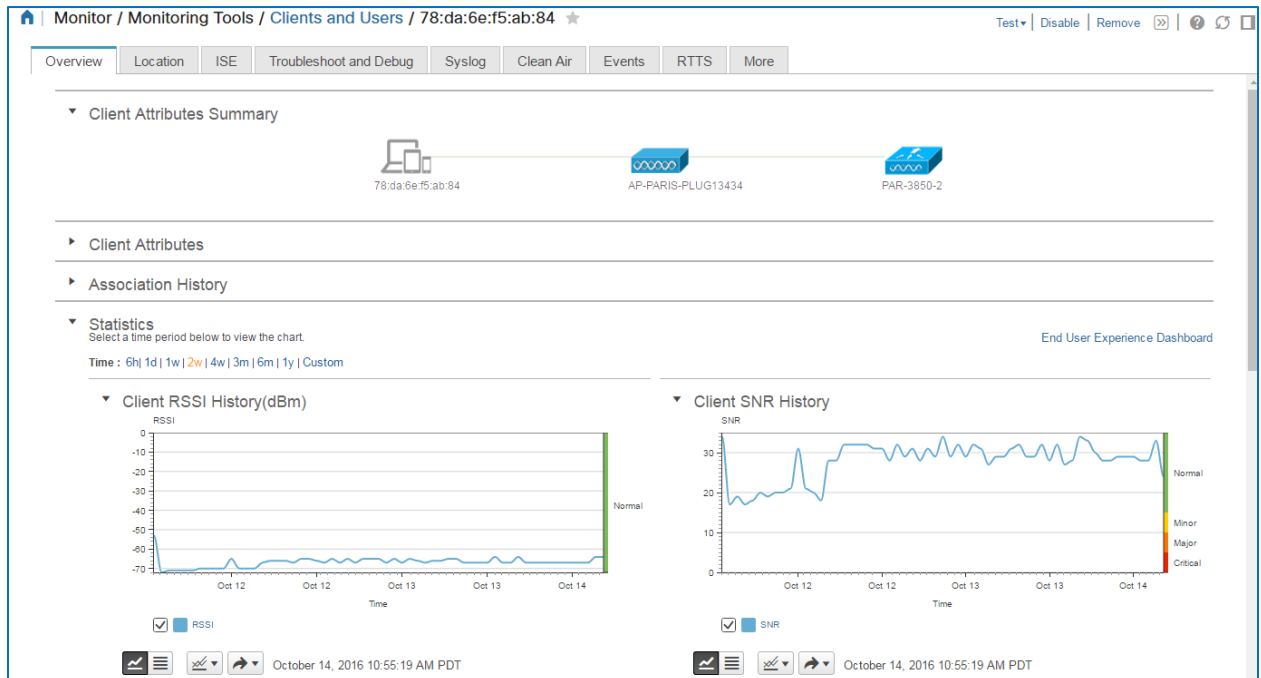 Monitor / Monitoring Tools / Clients and Users / 78:da:6e:f5:ab:84
Test | Disable | Remove
Overview Location ISE Troubleshoot and Debug Syslog Clean Air Events RTTS More
Client Attributes Summary
78:da:6e:f5:ab:84 AP-PARIS-PLUG13434 PAR-3850-2
Client Attributes
Association History
Statistics
Select a time period below to view the chart.
End User Experience Dashboard
Time : 6h| 1d | 1w | 2w | 4w | 3m | 6m | 1y | Custom
Client RSSI History(dBm)
RSSI
0
-10
-20
-30
-40
-50
-60
-70
Normal
Oct 12 Oct 12 Oct 13 Oct 13 Oct 14
Time
RSSI
October 14, 2016 10:55:19 AM PDT
Client SNR History
SNR
30
20
10
0
Normal
Minor
Major
Critical
Oct 12 Oct 12 Oct 13 Oct 13 Oct 14
Time
SNR
October 14, 2016 10:55:19 AM PDT